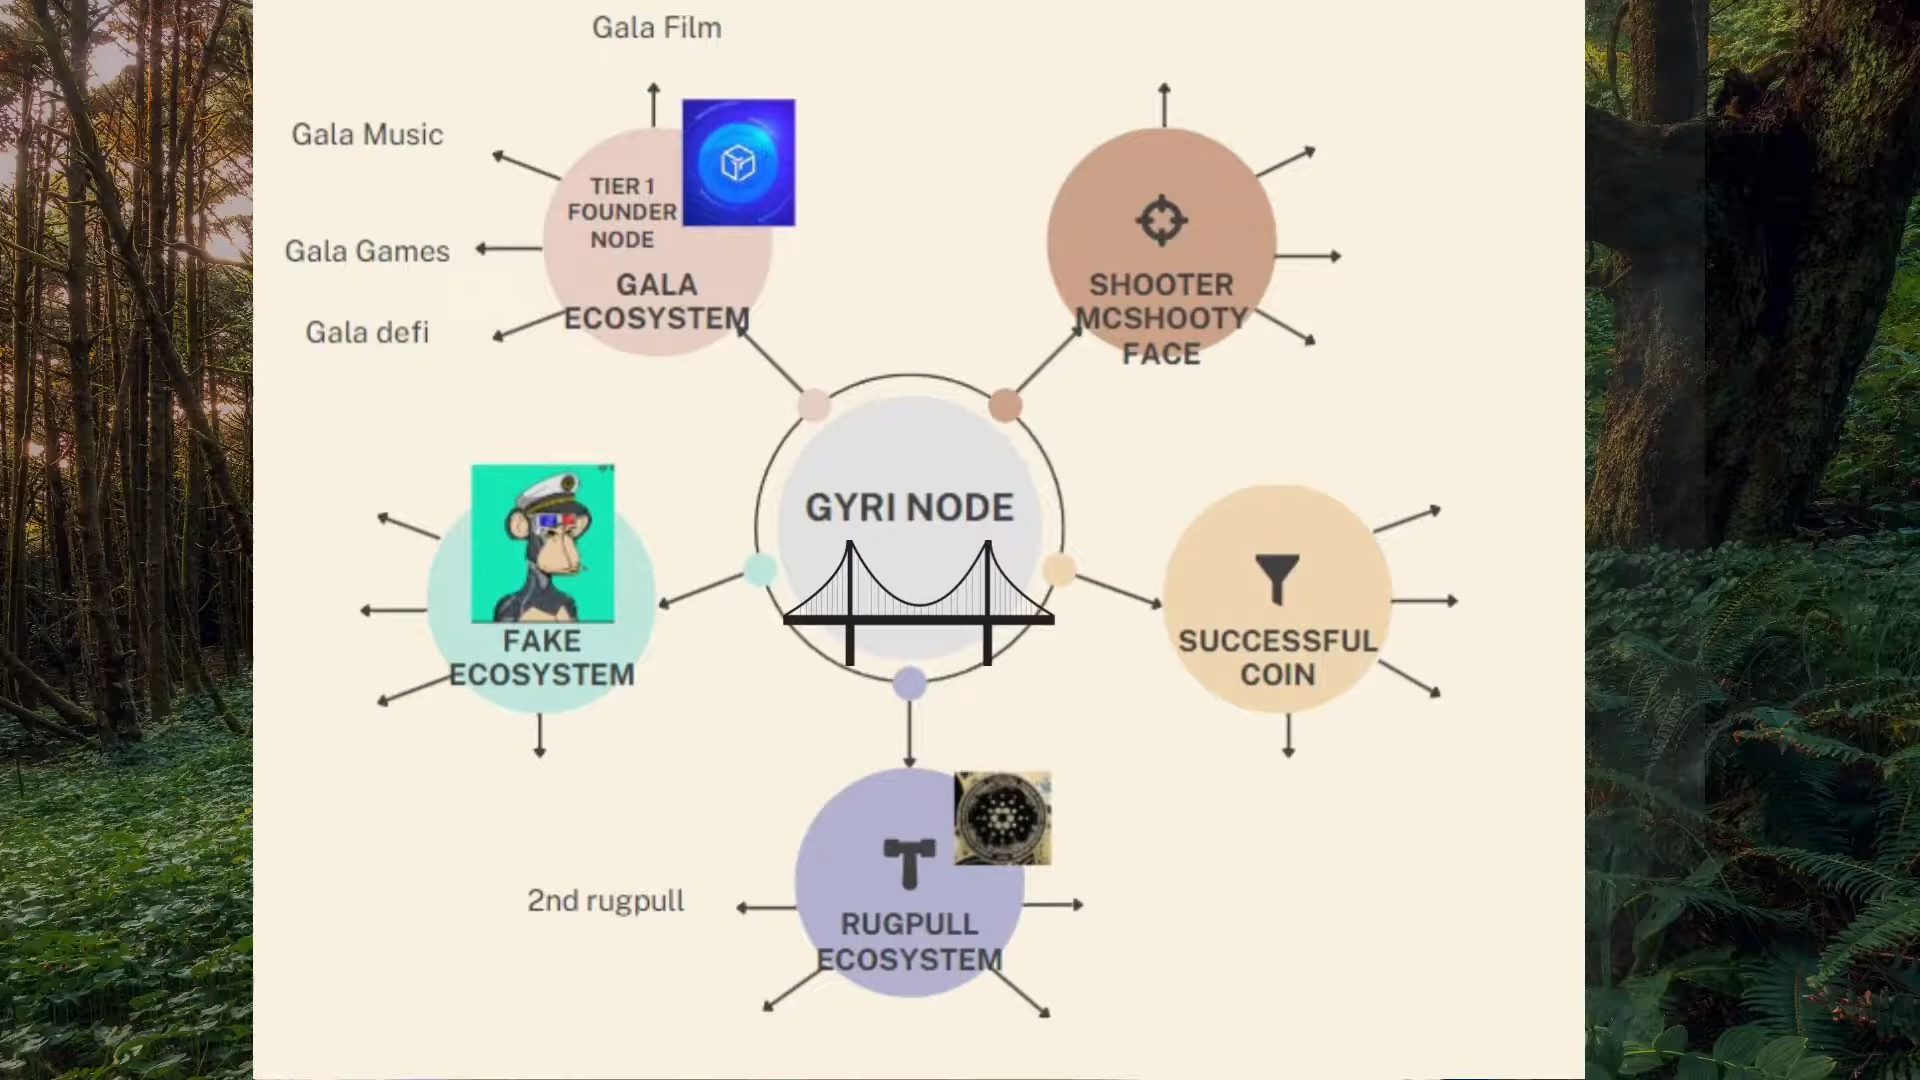 Gala Film
Gala Music
TIER 1
FOUNDER
NODE
Gala Games
GALA
ECOSYSTEM
Gala defi
SHOOTER
MCSHOOTY
FACE
GYRI NODE
FAKE
ECOSYSTEM
SUCCESSFUL
COIN
2nd rugpull
RUGPULL
ECOSYSTEM